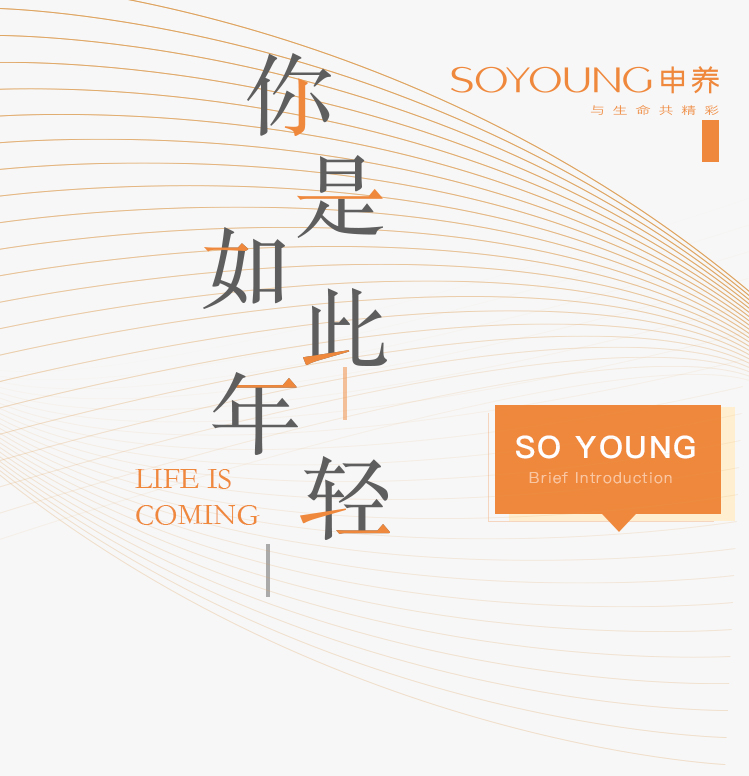 SOYOUNG 申养
与生命共精彩
你是
如此
年轻
LIFE IS
COMING
SO YOUNG
Brief Introduction